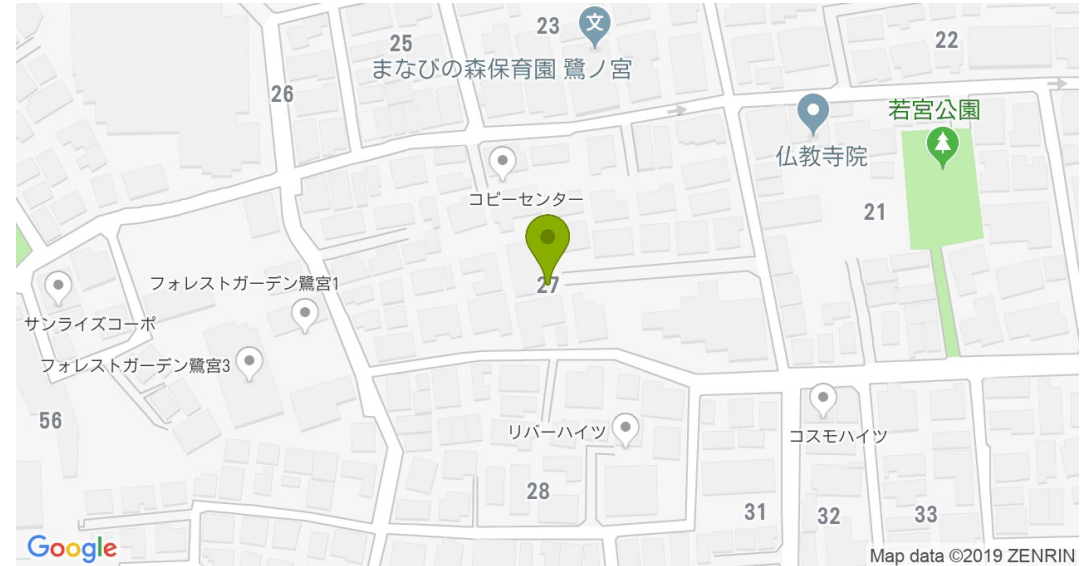 23
文
25
まなびの森保育園 鷺ノ宮
22
26
若宮公園
仏教寺院
コピーセンター
21
フォレストガーデン鷺宮1
27
サンライズコーポ
フォレストガーデン鷺宮3
56
リバーハイツ
コスモハイツ
28
31
32
33
Google
Map data ©2019 ZENRIN